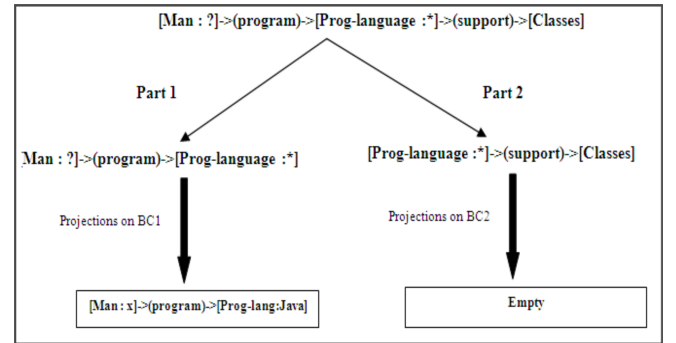 [Man : ?]->(program)->[Prog-language :*]->(support)->[Classes]
Part 1
Part 2
[Man : ?]->(program)->[Prog-language :*]
[Prog-language :*]->(support)->[Classes]
Projections on BC1
Projections on BC2
[Man : x]->(program)->[Prog-lang:Java]
Empty